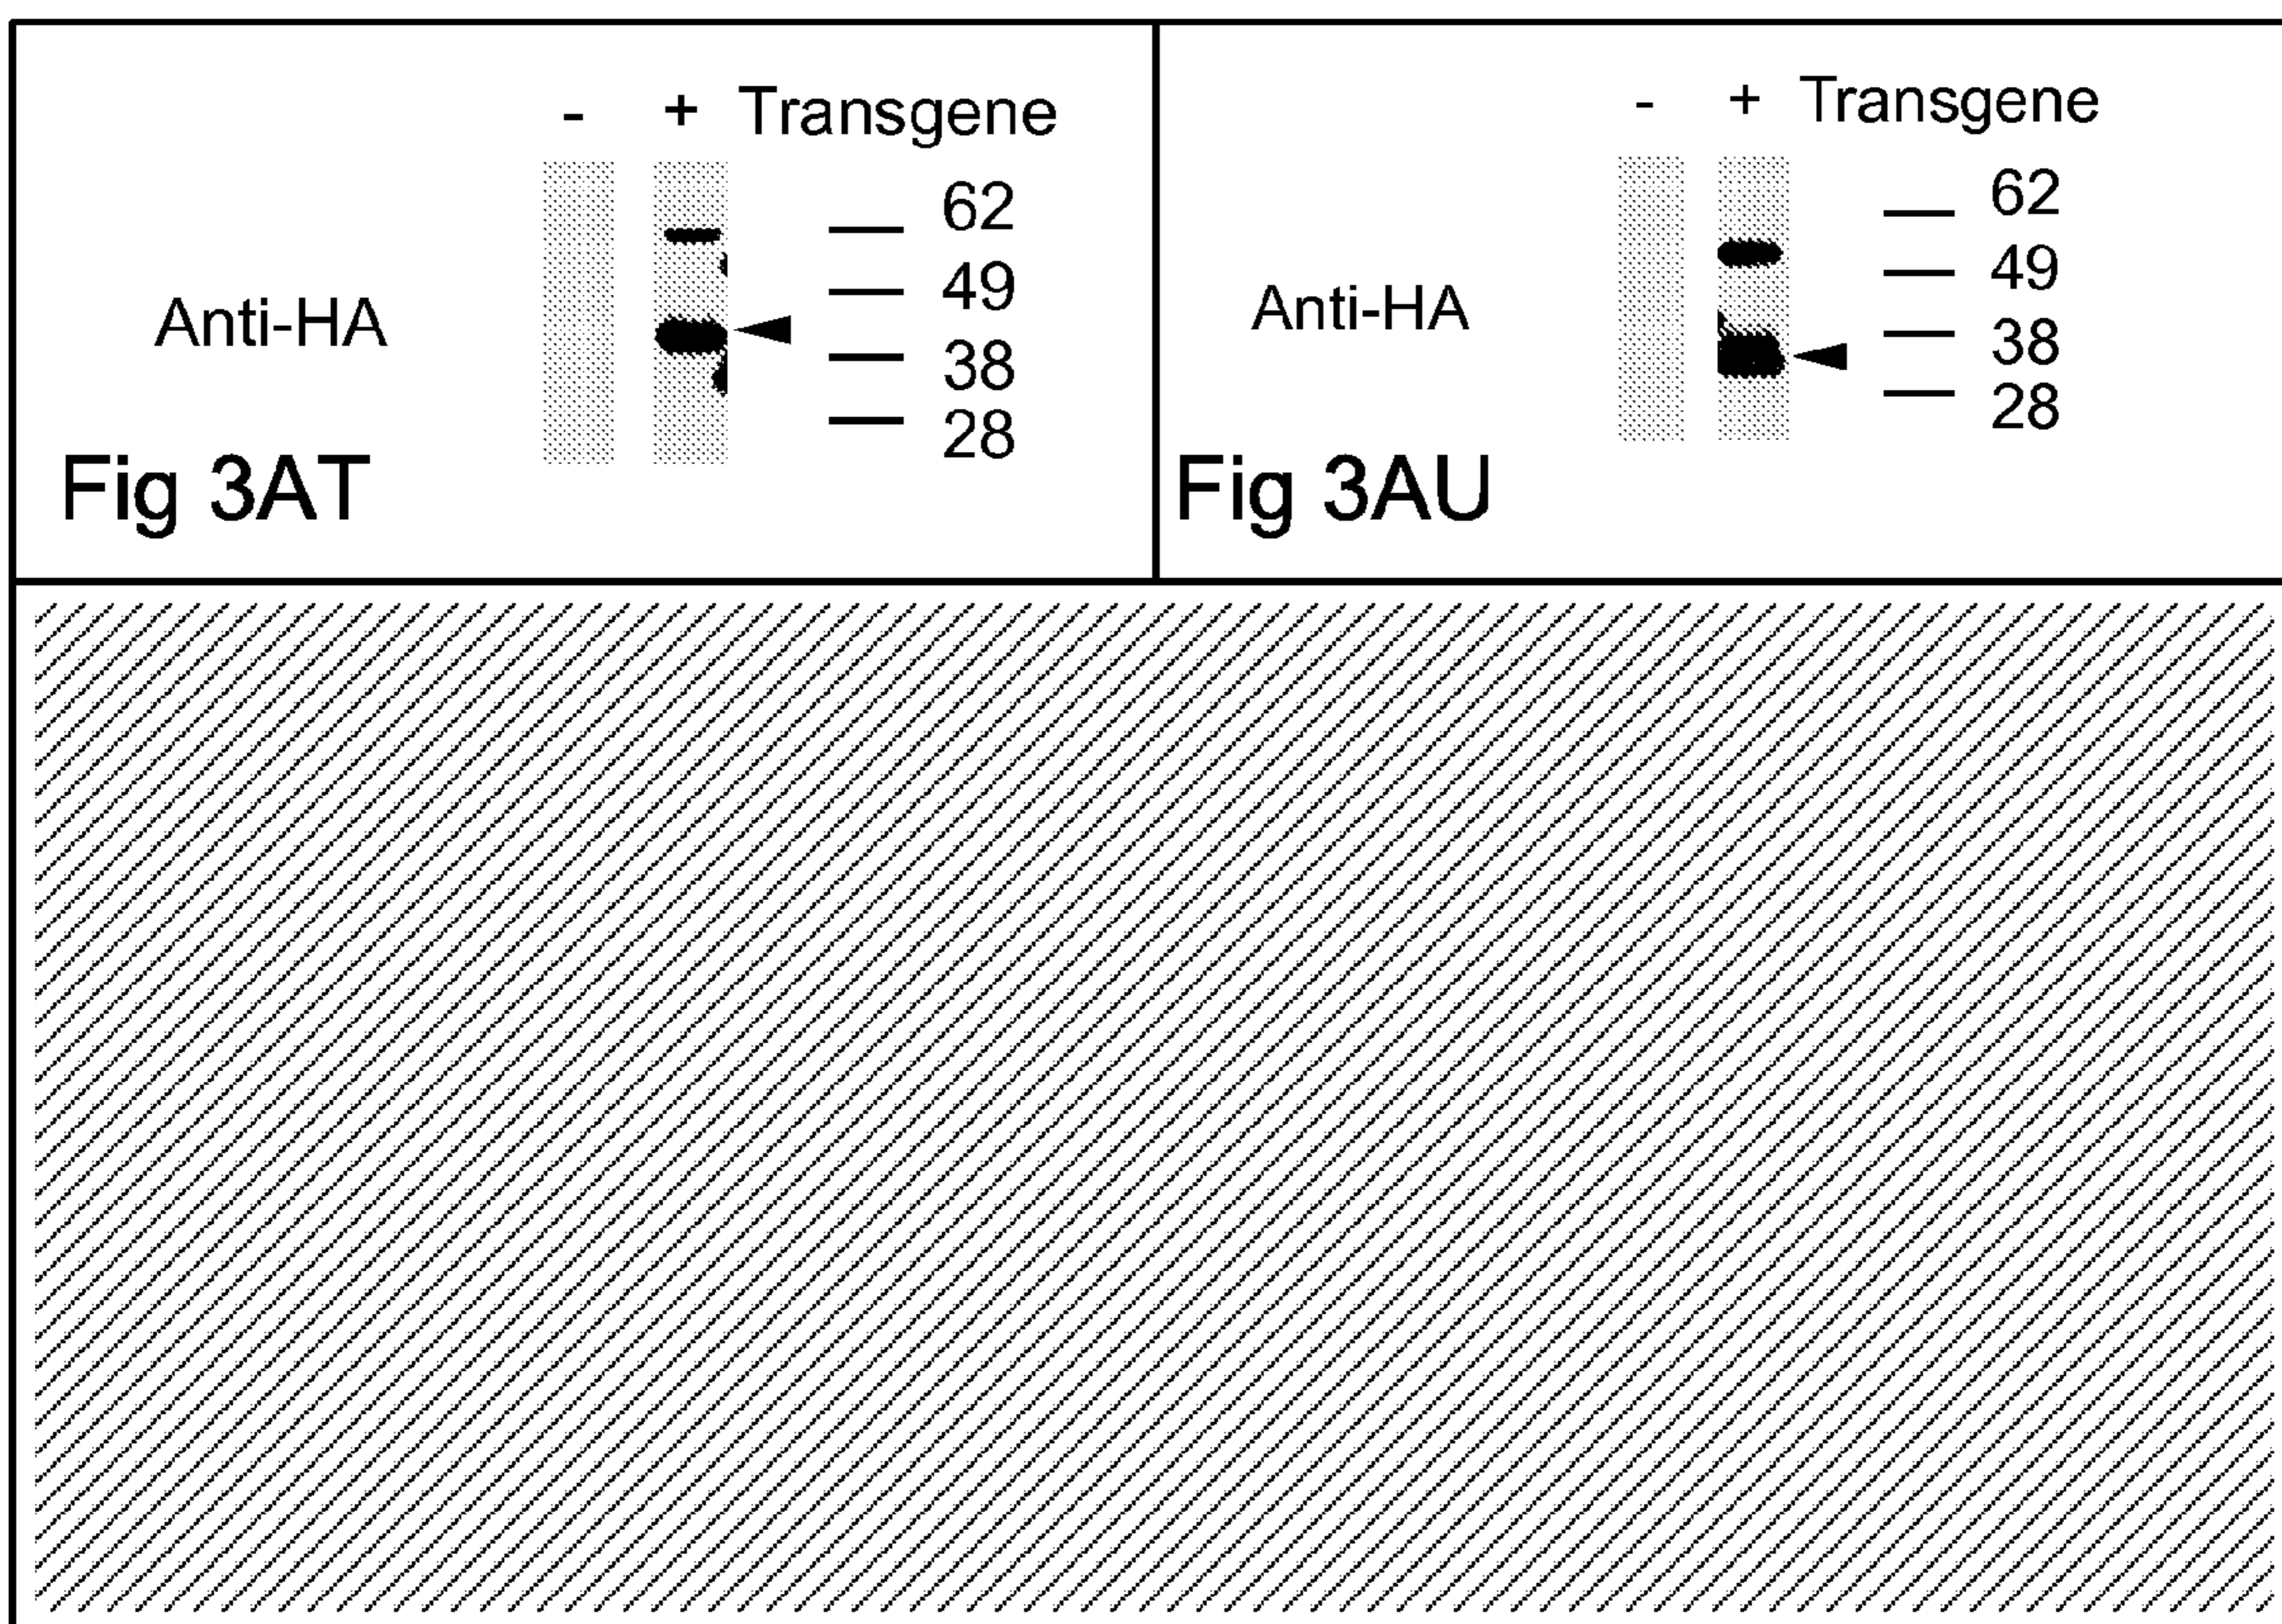 - + Transgene
62
49
Anti-HA
38
28
Fig 3AT
- + Transgene
62
49
Anti-HA
38
28
Fig 3AU